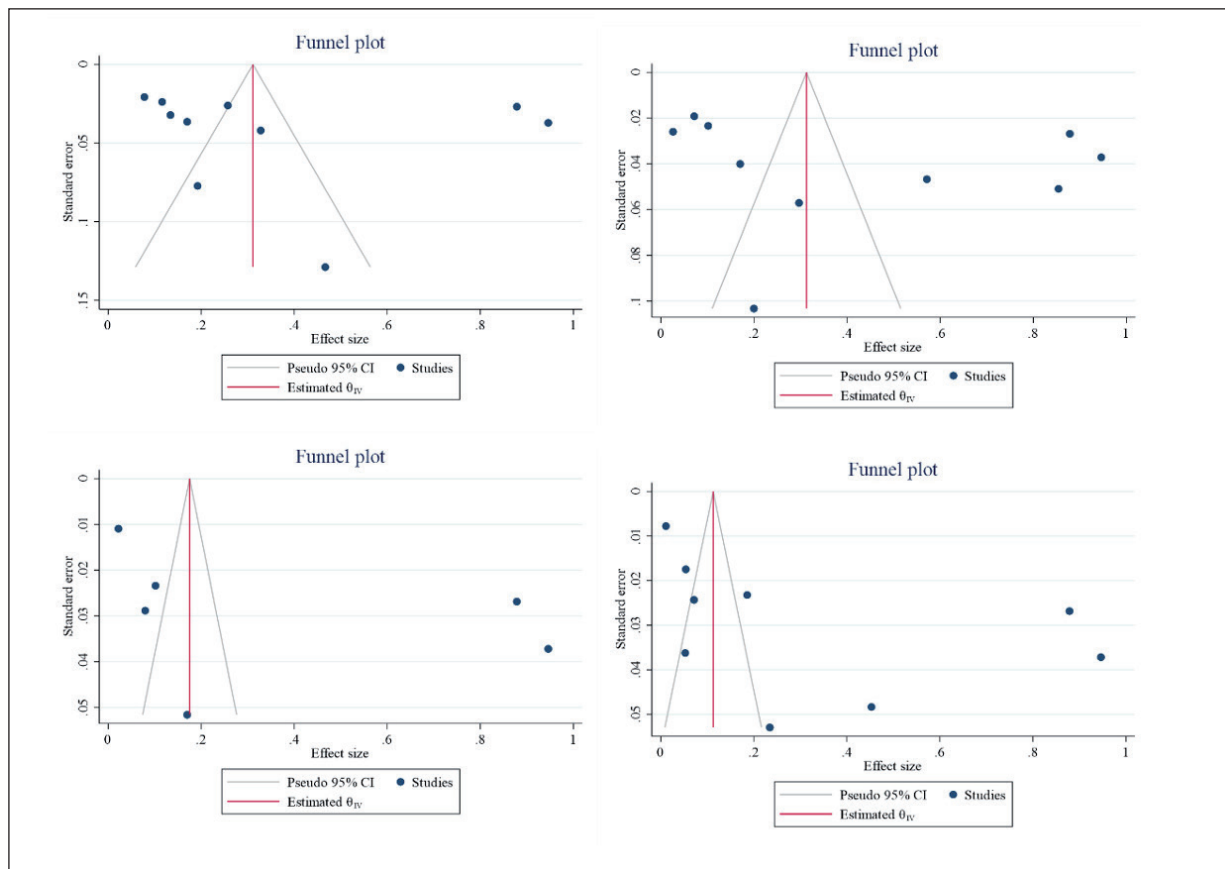 Funnel plot
0
.05
.1
.15
Standard error
0 .2 .4 .6 .8 1
Effect size
Pseudo 95% CI Studies
Estimated θIV
Funnel plot
0
.02
.04
.06
.08
.1
Standard error
0 .2 .4 .6 .8 1
Effect size
Pseudo 95% CI Studies
Estimated θIV
Funnel plot
0
.01
.02
.03
.04
.05
Standard error
0 .2 .4 .6 .8 1
Effect size
Pseudo 95% CI Studies
Estimated θIV
Funnel plot
0
.01
.02
.03
.04
.05
Standard error
0 .2 .4 .6 .8 1
Effect size
Pseudo 95% CI Studies
Estimated θIV